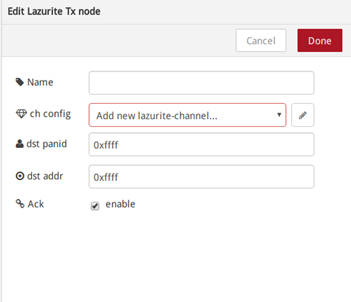 Edit Lazurite Tx node
Cancel Done
Name
ch config Add new lazurite-channel...
dst panid 0xffff
dst addr 0xffff
Ack enable